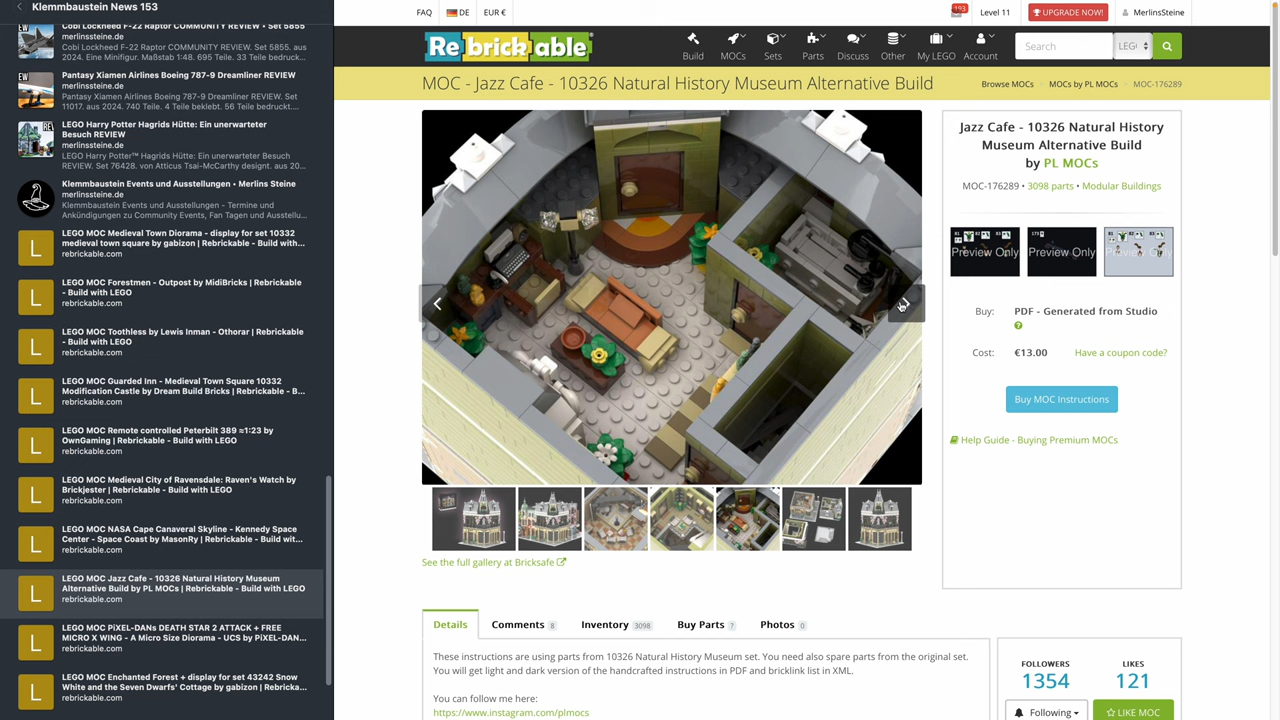 Klemmbaustein News 153
Cobi Lockheed F-22 Raptor COMMUNITY REVIEW - Set 5855
merlinssteine.de
Cobi Lockheed F-22 Raptor COMMUNITY REVIEW. Set 5855. aus
2024. Eine Minifigur. Maßstab 1:48. 695 Teile. 33 Teile bedruckt...
Pantasy Xiamen Airlines Boeing 787-9 Dreamliner REVIEW
merlinssteine.de
Pantasy Xiamen Airlines Boeing 787-9 Dreamliner REVIEW. Set
11017. aus 2024. 740 Teile. 4 Teile beklebt. 56 Teile bedruckt....
LEGO Harry Potter Hagrids Hütte: Ein unerwarteter
Besuch REVIEW
merlinssteine.de
LEGO Harry Potter™ Hagrids Hütte: Ein unerwarteter Besuch
REVIEW. Set 76428. von Atticus Tsai-McCarthy designt. aus 20...
Klemmbaustein Events und Ausstellungen • Merlins Steine
merlinssteine.de
Klemmbaustein Events und Ausstellungen - Termine und
Ankündigungen zu Community Events, Fan Tagen und Ausstellu...
L
LEGO MOC Medieval Town Diorama - display for set 10332
medieval town square by gabizon | Rebrickable - Build with...
rebrickable.com
L
LEGO MOC Forestmen - Outpost by MidiBricks | Rebrickable
- Build with LEGO
rebrickable.com
L
LEGO MOC Toothless by Lewis Inman - Othorar | Rebrickable
- Build with LEGO
rebrickable.com
L
LEGO MOC Guarded Inn - Medieval Town Square 10332
Modification Castle by Dream Build Bricks | Rebrickable - B...
rebrickable.com
L
LEGO MOC Remote controlled Peterbilt 389 ≈1:23 by
OwnGaming | Rebrickable - Build with LEGO
rebrickable.com
L
LEGO MOC Medieval City of Ravensdale: Raven's Watch by
Brickjester | Rebrickable - Build with LEGO
rebrickable.com
L
LEGO MOC NASA Cape Canaveral Skyline - Kennedy Space
Center - Space Coast by MasonRy | Rebrickable - Build wit...
rebrickable.com
L
LEGO MOC Jazz Cafe - 10326 Natural History Museum
Alternative Build by PL MOCs | Rebrickable - Build with LEGO
rebrickable.com
L
LEGO MOC PiXEL-DANs DEATH STAR 2 ATTACK + FREE
MICRO X WING - A Micro Size Diorama - UCS by PiXEL-DAN...
rebrickable.com
L
LEGO MOC Enchanted Forest + display for set 43242 Snow
White and the Seven Dwarfs' Cottage by gabizon | Rebricka...
rebrickable.com
FAQ DE EUR € 193 Level 11 UPGRADE NOW! MerlinsSteine
Rebrickable Build MOCs Sets Parts Discuss Other My LEGO Account Search LEG
MOC - Jazz Cafe - 10326 Natural History Museum Alternative Build
Browse MOCs MOCs by PL MOCs MOC-176289
Jazz Cafe - 10326 Natural History
Museum Alternative Build
by PL MOCs
MOC-176289 • 3098 parts • Modular Buildings
Preview Only Preview Only Preview Only
Buy: PDF - Generated from Studio
Cost: €13.00 Have a coupon code?
Buy MOC Instructions
Help Guide - Buying Premium MOCs
See the full gallery at Bricksafe
Details Comments 8 Inventory 3098 Buy Parts ? Photos 0
These instructions are using parts from 10326 Natural History Museum set. You need also spare parts from the original set.
You will get light and dark version of the handcrafted instructions in PDF and bricklink list in XML.
You can follow me here:
https://www.instagram.com/plmocs
FOLLOWERS LIKES
1354 121
Following LIKE MOC